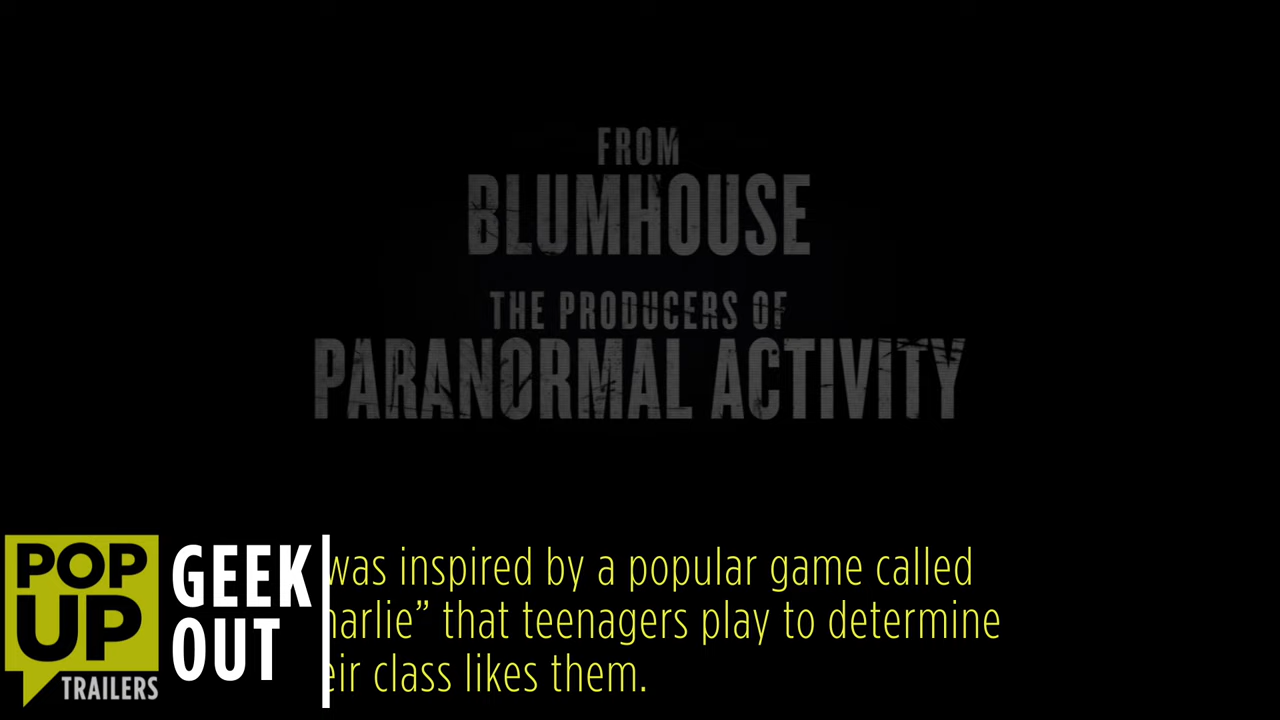 FROM
BLUMHOUSE
THE PRODUCERS OF
PARANORMAL ACTIVITY
POP
UP
TRAILERS
GEEK
OUT
was inspired by a popular game called
harlie” that teenagers play to determine
eir class likes them.